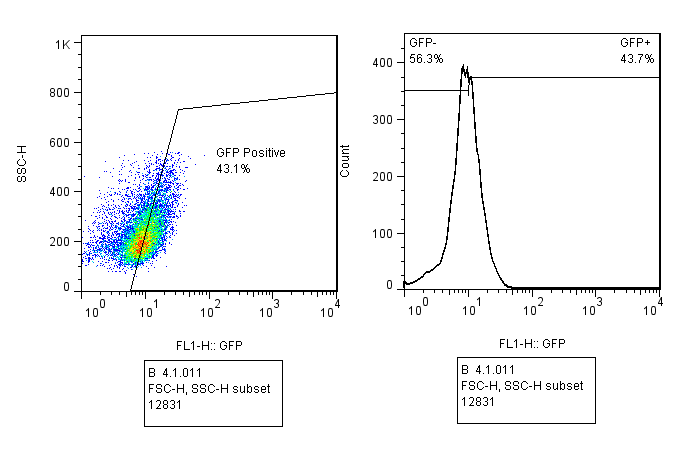 1K
800
600
400
200
0
SSC-H
GFP Positive
43.1%
10^0 10^1 10^2 10^3 10^4
FL1-H:: GFP
B 4.1.011
FSC-H, SSC-H subset
12831
GFP-
56.3%
GFP+
43.7%
400
300
200
100
0
Count
10^0 10^1 10^2 10^3 10^4
FL1-H:: GFP
B 4.1.011
FSC-H, SSC-H subset
12831